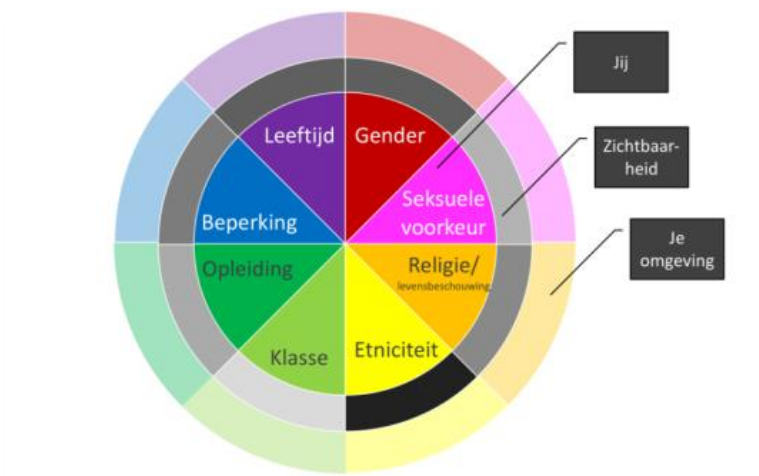 Jij
Leeftijd
Gender
Zichtbaar-
heid
Beperking
Seksuele
voorkeur
Je
omgeving
Opleiding
Religie/
levensbeschouwing
Klasse
Etniciteit